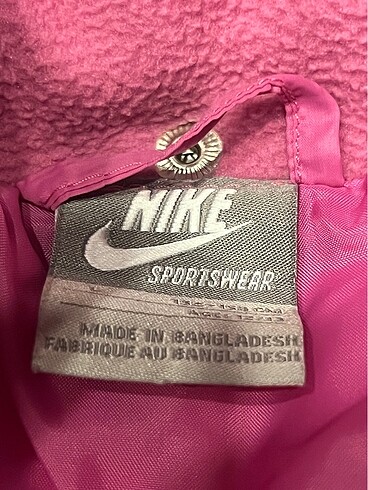 NIKE
SPORTSWEAR
L
MADE IN BANGLADESH
FABRIQUE AU BANGLADESH